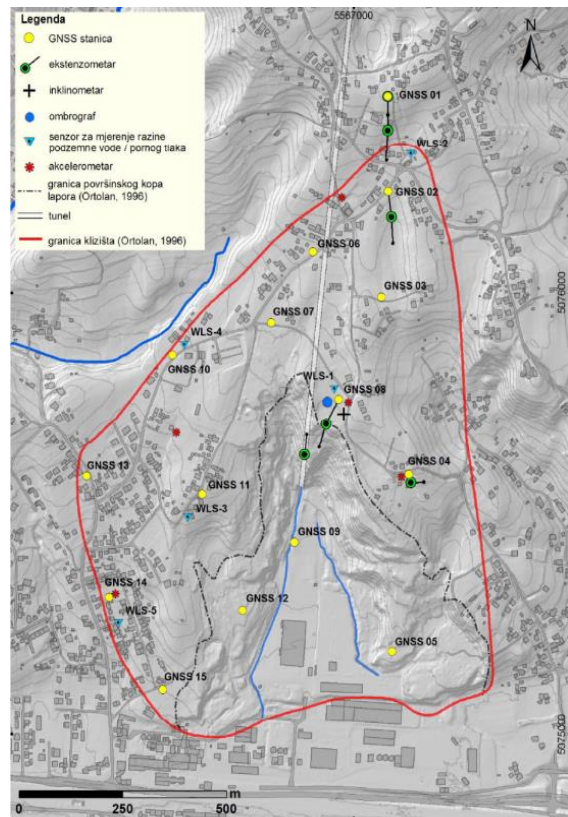 Legenda
GNSS stanica
ekstenzometar
inklinometar
ombrograf
senzor za mjerenje razine
podzemne vode / pornog tlaka
akcelerometar
granica površinskog kopa
lapora (Ortolan, 1996)
tunel
granica klizišta (Ortolan, 1996)
5567000
N
GNSS 01
WLS-2
GNSS 02
GNSS 06
5076000
GNSS 03
GNSS 07
WLS-4
GNSS 10
WLS-1
GNSS 08
GNSS 13
GNSS 04
GNSS 11
WLS-3
GNSS 09
GNSS 14
GNSS 12
WLS-5
GNSS 05
GNSS 15
5075000
m
0 250 500